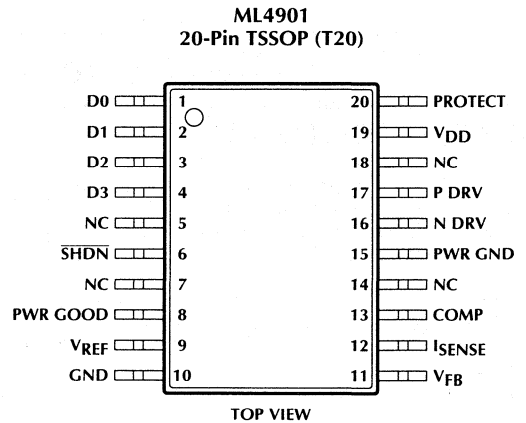 ML4901
20-Pin TSSOP (T20)
D0 1 20 PROTECT
D1 2 19 VDD
D2 3 18 NC
D3 4 17 P DRV
NC 5 16 N DRV
SHDN 6 15 PWR GND
NC 7 14 NC
PWR GOOD 8 13 COMP
VREF 9 12 ISENSE
GND 10 11 VFB
TOP VIEW